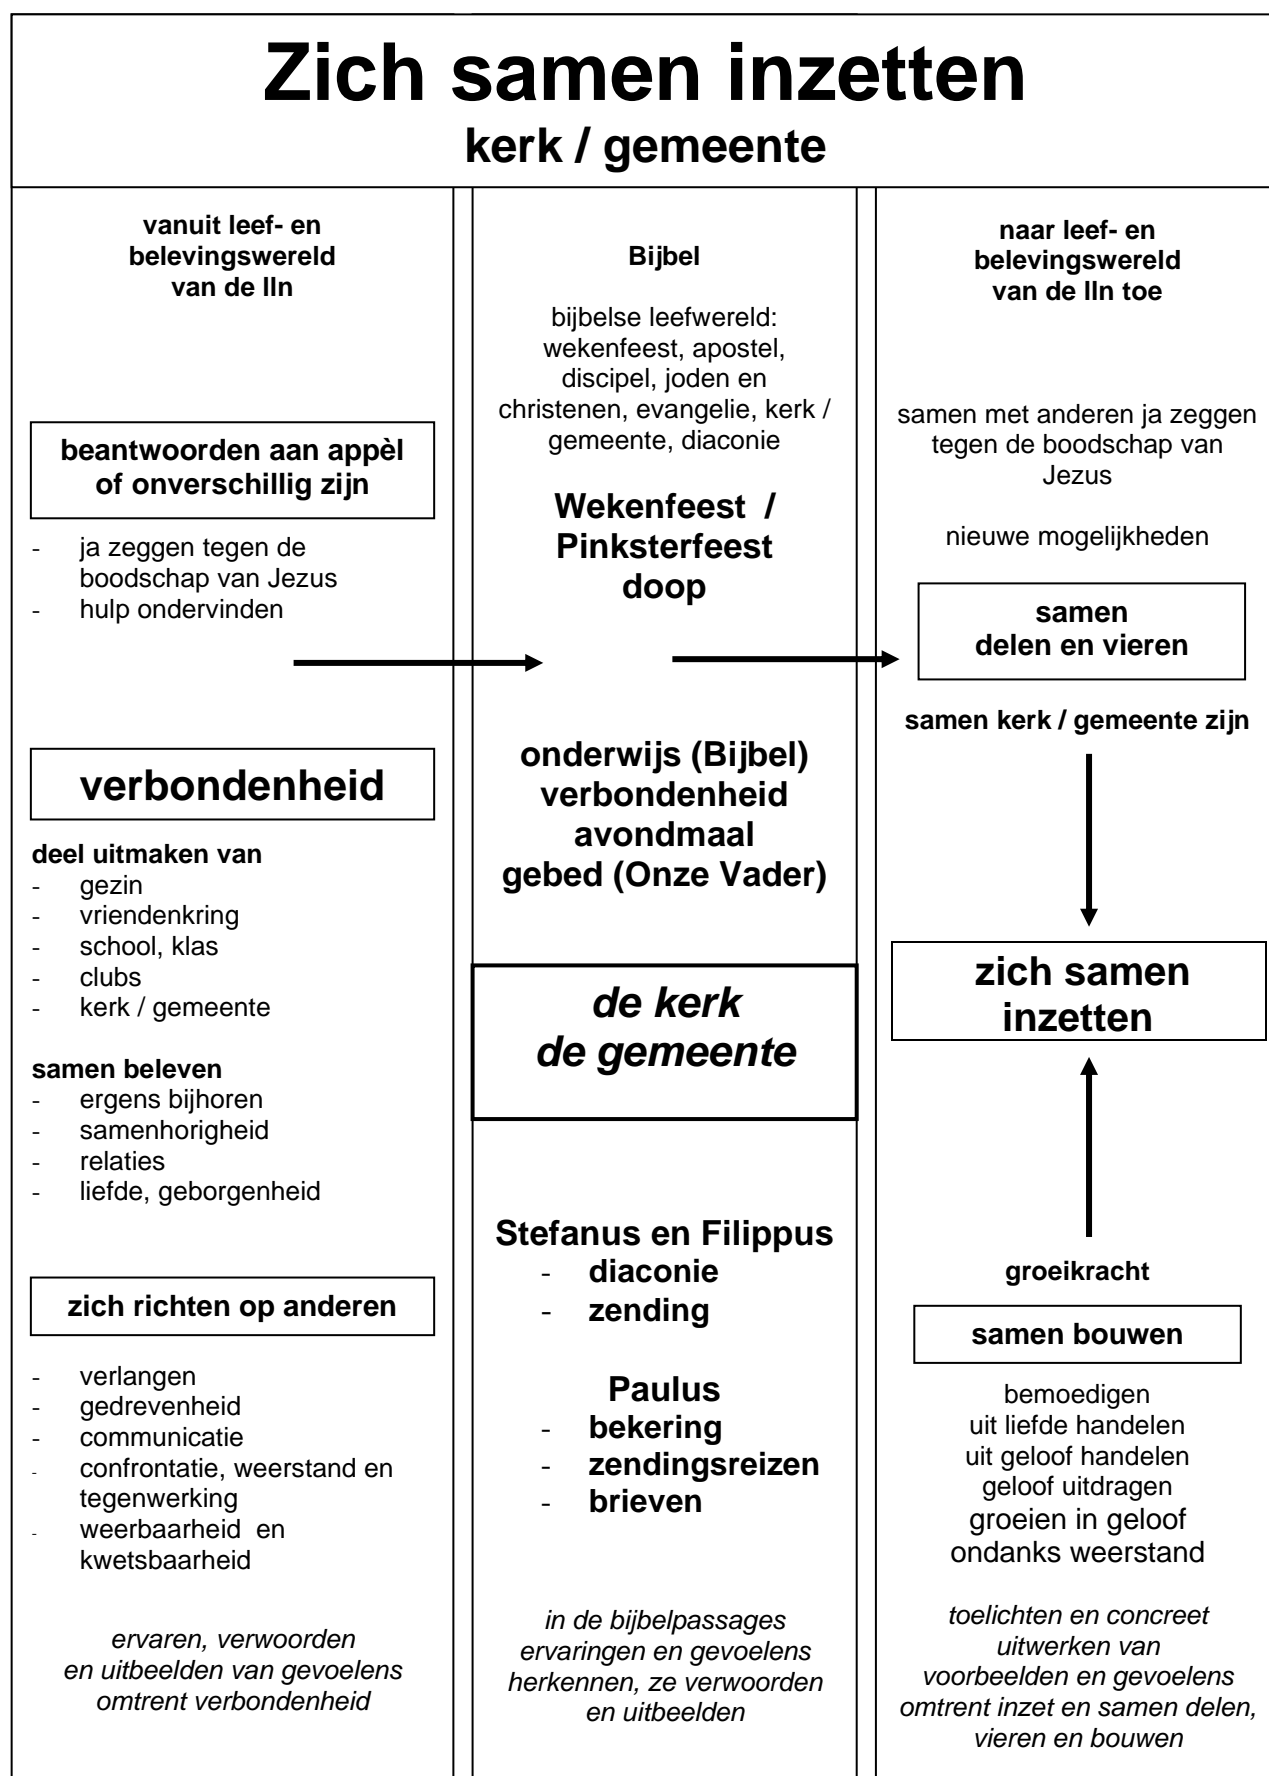 Zich samen inzetten
kerk / gemeente
vanuit leef- en
belevingswereld
van de lln
beantwoorden aan appèl
of onverschillig zijn
- ja zeggen tegen de
boodschap van Jezus
- hulp ondervinden
verbondenheid
deel uitmaken van
- gezin
- vriendenkring
- school, klas
- clubs
- kerk / gemeente
samen beleven
- ergens bijhoren
- samenhorigheid
- relaties
- liefde, geborgenheid
zich richten op anderen
- verlangen
- gedrevenheid
- communicatie
- confrontatie, weerstand en
tegenwerking
- weerbaarheid en
kwetsbaarheid
ervaren, verwoorden
en uitbeelden van gevoelens
omtrent verbondenheid
Bijbel
bijbelse leefwereld:
wekenfeest, apostel,
discipel, joden en
christenen, evangelie, kerk /
gemeente, diaconie
Wekenfeest /
Pinksterfeest
doop
onderwijs (Bijbel)
verbondenheid
avondmaal
gebed (Onze Vader)
de kerk
de gemeente
Stefanus en Filippus
- diaconie
- zending
Paulus
- bekering
- zendingsreizen
- brieven
in de bijbelpassages
ervaringen en gevoelens
herkennen, ze verwoorden
en uitbeelden
naar leef- en
belevingswereld
van de lln toe
samen met anderen ja zeggen
tegen de boodschap van
Jezus
nieuwe mogelijkheden
samen
delen en vieren
samen kerk / gemeente zijn
zich samen
inzetten
groeikracht
samen bouwen
bemoedigen
uit liefde handelen
uit geloof handelen
geloof uitdragen
groeien in geloof
ondanks weerstand
toelichten en concreet
uitwerken van
voorbeelden en gevoelens
omtrent inzet en samen delen,
vieren en bouwen